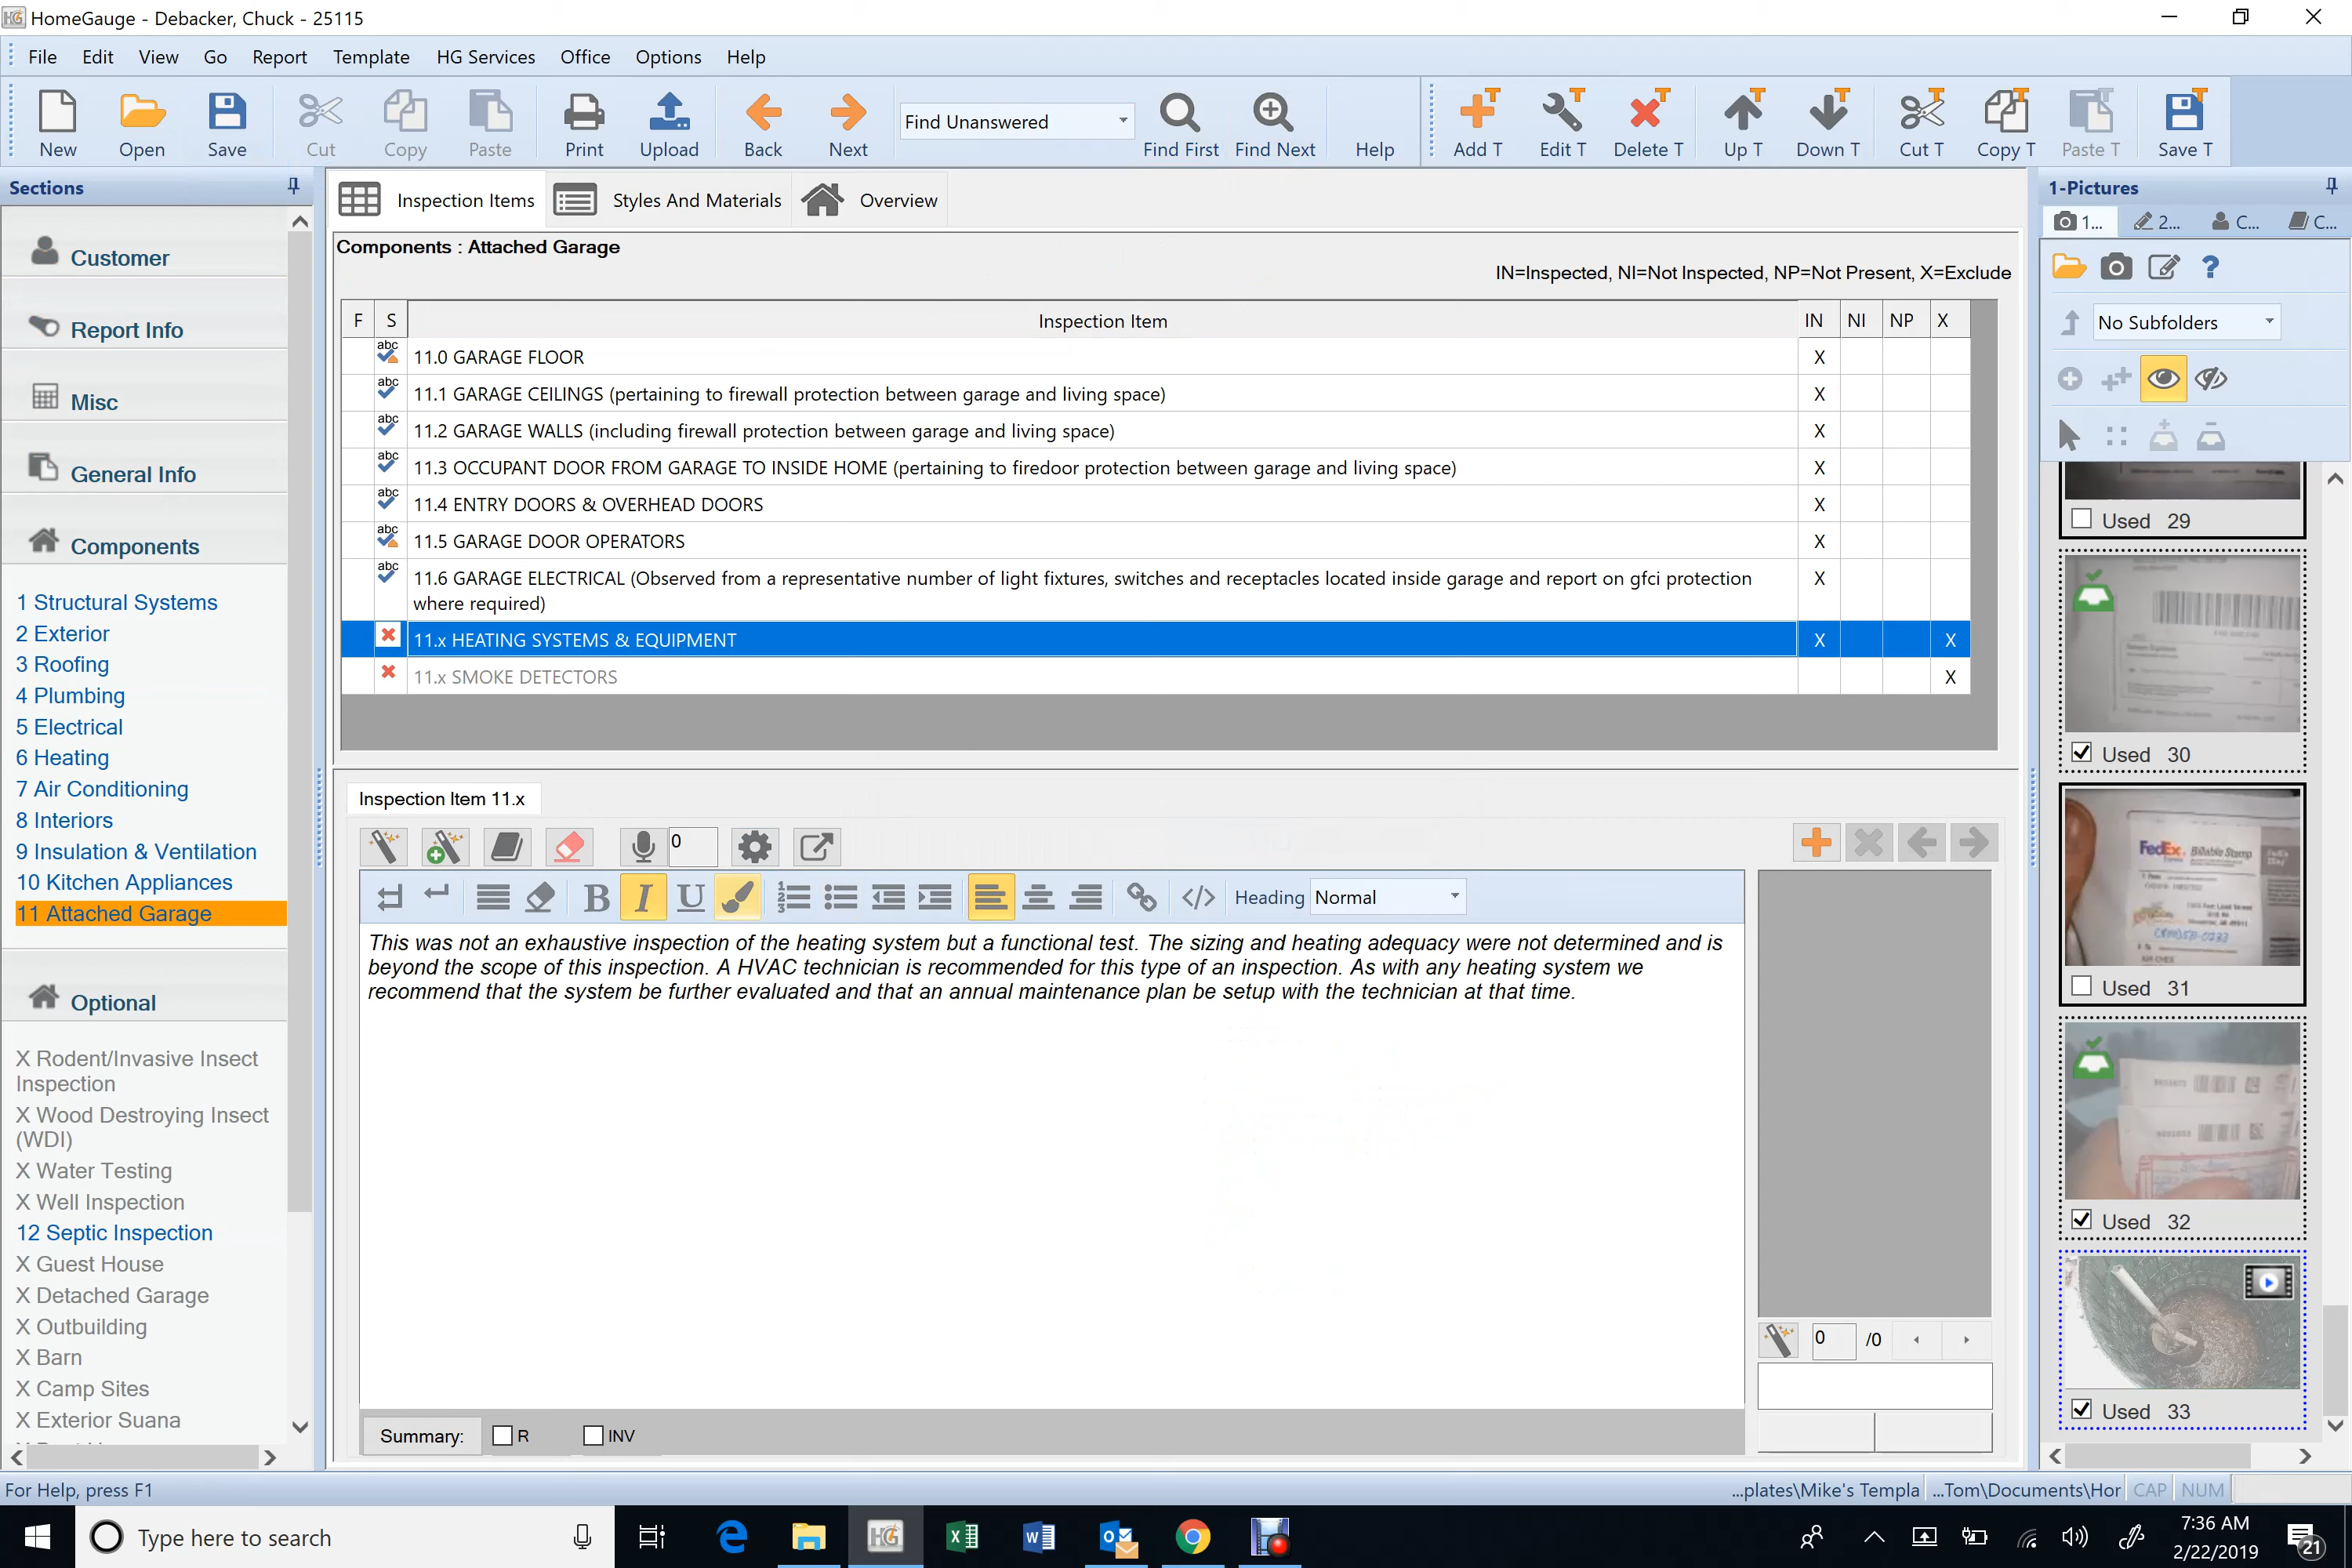 HomeGauge - Debacker, Chuck - 25115
File Edit View Go Report Template HG Services Office Options Help
New Open Save Cut Copy Paste Print Upload Back Next Find Unanswered Find First Find Next Help Add T Edit T Delete T Up T Down T Cut T Copy T Paste T Save T
Sections
Customer
Report Info
Misc
General Info
Components
1 Structural Systems
2 Exterior
3 Roofing
4 Plumbing
5 Electrical
6 Heating
7 Air Conditioning
8 Interiors
9 Insulation & Ventilation
10 Kitchen Appliances
11 Attached Garage
Optional
X Rodent/Invasive Insect
Inspection
X Wood Destroying Insect
(WDI)
X Water Testing
X Well Inspection
12 Septic Inspection
X Guest House
X Detached Garage
X Outbuilding
X Barn
X Camp Sites
X Exterior Suana
Inspection Items Styles And Materials Overview
Components : Attached Garage
IN=Inspected, NI=Not Inspected, NP=Not Present, X=Exclude
F S Inspection Item IN NI NP X
abc 11.0 GARAGE FLOOR X
abc 11.1 GARAGE CEILINGS (pertaining to firewall protection between garage and living space) X
abc 11.2 GARAGE WALLS (including firewall protection between garage and living space) X
abc 11.3 OCCUPANT DOOR FROM GARAGE TO INSIDE HOME (pertaining to firedoor protection between garage and living space) X
abc 11.4 ENTRY DOORS & OVERHEAD DOORS X
abc 11.5 GARAGE DOOR OPERATORS X
abc 11.6 GARAGE ELECTRICAL (Observed from a representative number of light fixtures, switches and receptacles located inside garage and report on gfci protection X
where required)
11.x HEATING SYSTEMS & EQUIPMENT X X
11.x SMOKE DETECTORS X
Inspection Item 11.x
0
B I U Heading Normal
This was not an exhaustive inspection of the heating system but a functional test. The sizing and heating adequacy were not determined and is
beyond the scope of this inspection. A HVAC technician is recommended for this type of an inspection. As with any heating system we
recommend that the system be further evaluated and that an annual maintenance plan be setup with the technician at that time.
0 /0
Summary: R INV
1-Pictures
1... 2... C... C...
No Subfolders
Used 29
Used 30
FedEx Billable Stamp
Used 31
Used 32
Used 33
For Help, press F1
...plates\Mike's Templa ...Tom\Documents\Hor CAP NUM
Type here to search
7:36 AM
2/22/2019
21